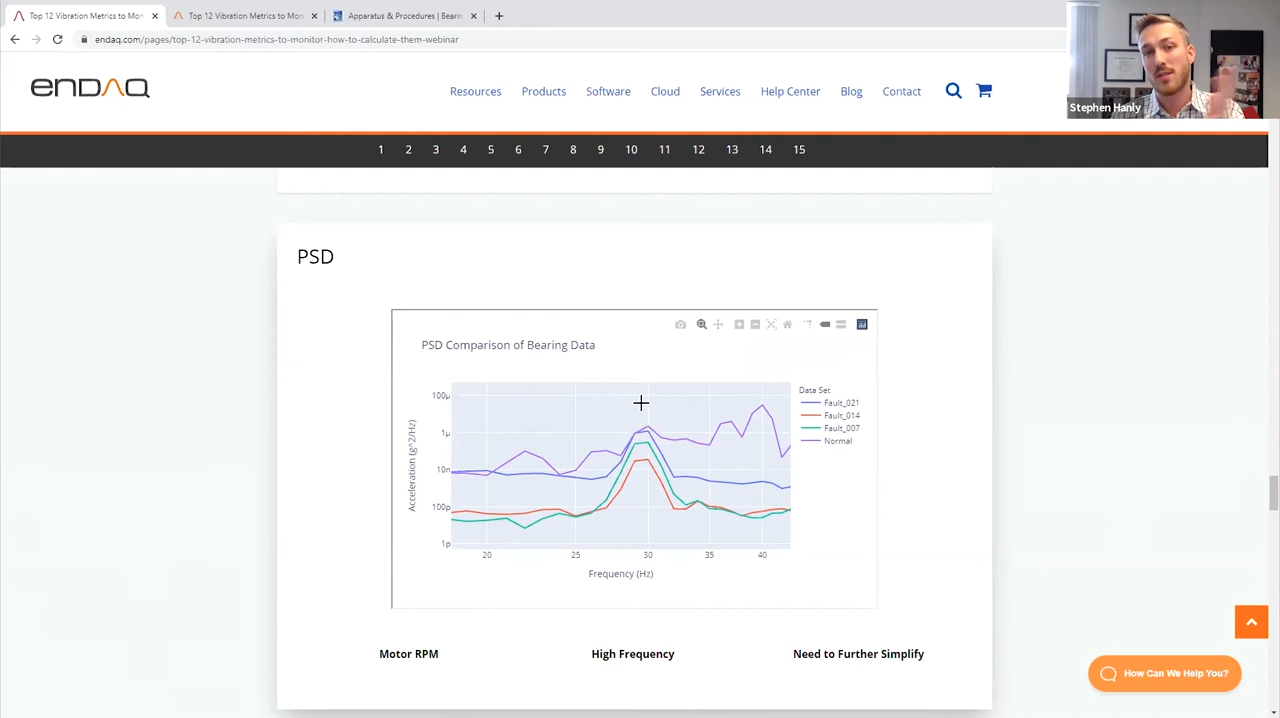 Top 12 Vibration Metrics to Mon
Top 12 Vibration Metrics to Mon
Apparatus & Procedures | Bearin
endaq.com/pages/top-12-vibration-metrics-to-monitor-how-to-calculate-them-webinar
Stephen Hanly
enDAQ
Resources Products Software Cloud Services Help Center Blog Contact
1 2 3 4 5 6 7 8 9 10 11 12 13 14 15
PSD
PSD Comparison of Bearing Data
Data Set
Fault_021
Fault_014
Fault_007
Normal
100μ
1μ
10n
100p
1p
Acceleration (g^2/Hz)
20 25 30 35 40
Frequency (Hz)
Motor RPM High Frequency Need to Further Simplify
How Can We Help You?